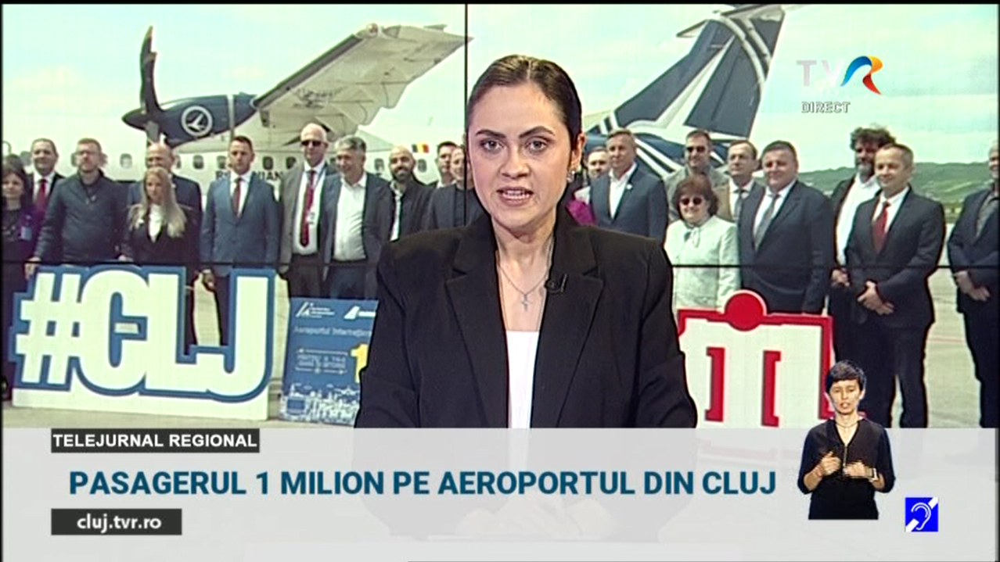 TVR
DIRECT
#CLJ
TELEJURNAL REGIONAL
PASAGERUL 1 MILION PE AEROPORTUL DIN CLUJ
cluj.tvr.ro